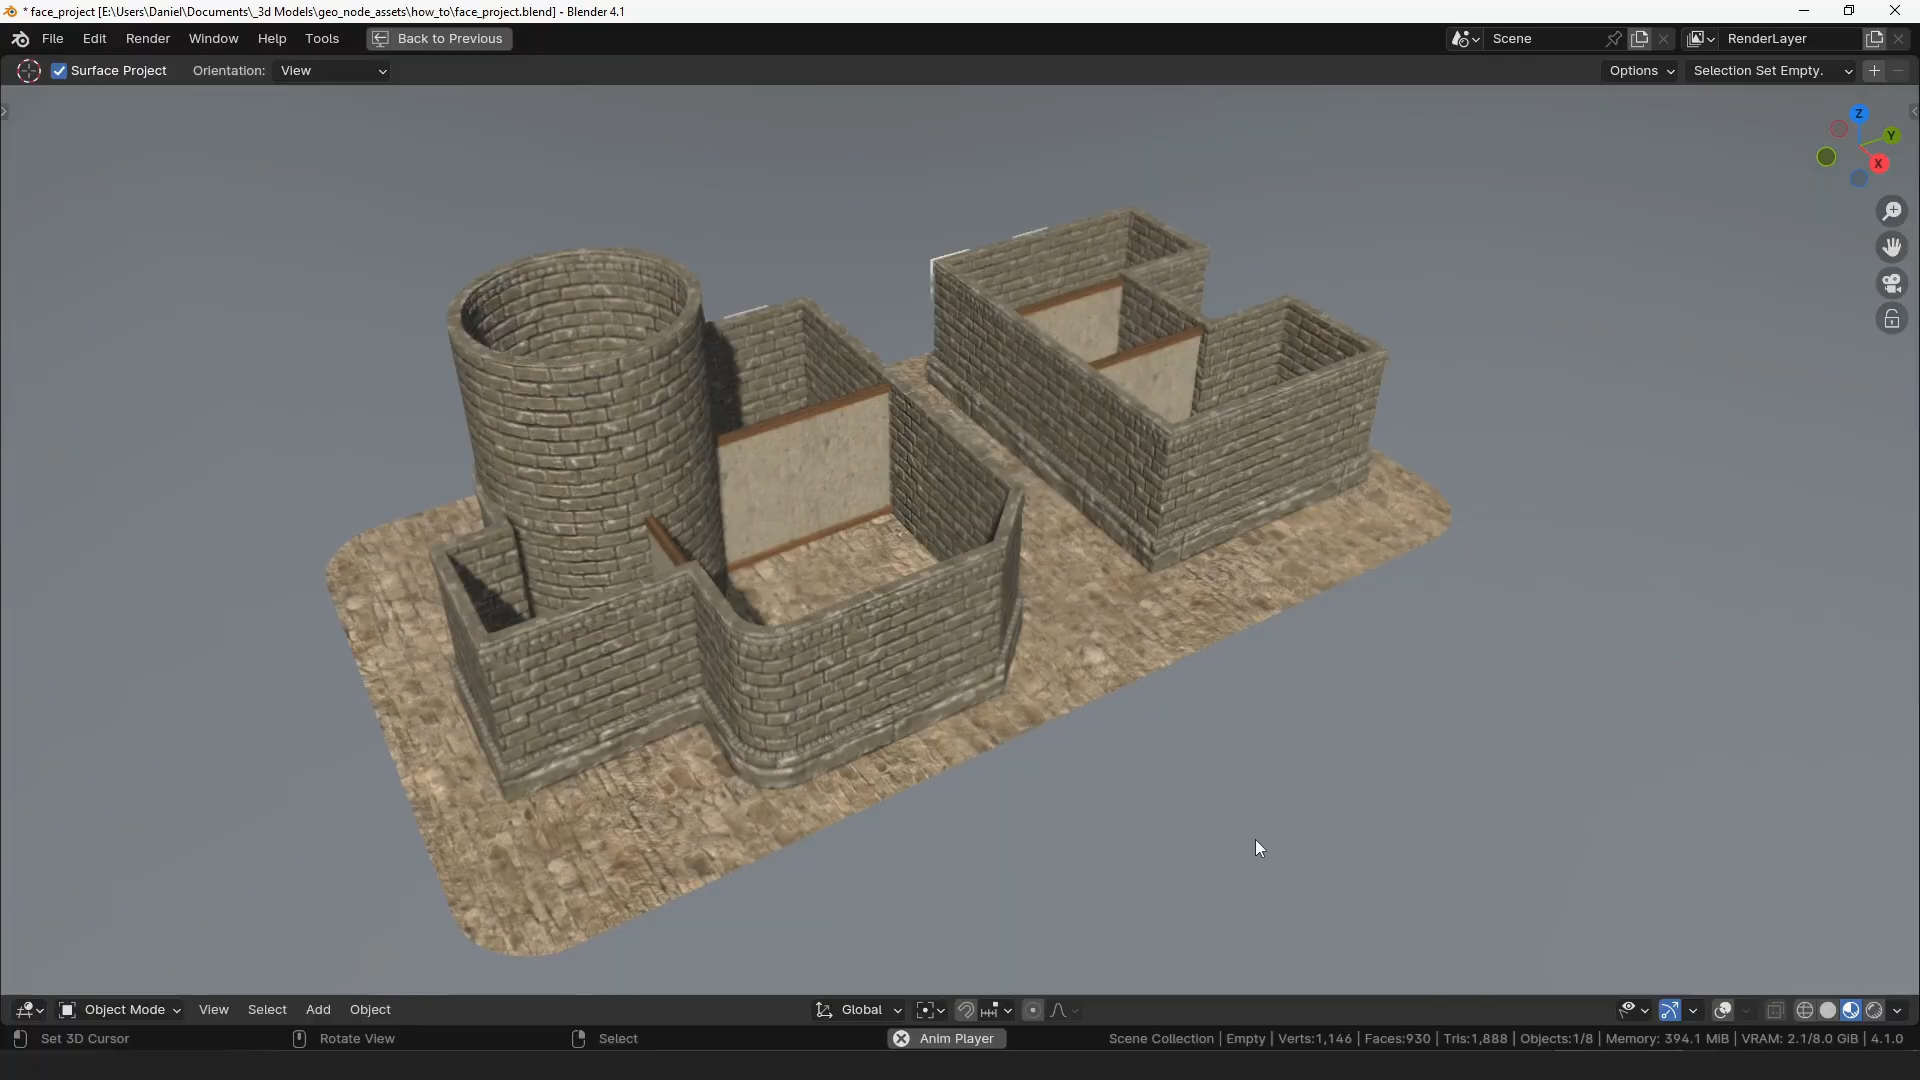 * face_project [E:\Users\Daniel\Documents\_3d Models\geo_node_assets\how_to\face_project.blend] - Blender 4.1
File Edit Render Window Help Tools Back to Previous Scene RenderLayer
Surface Project Orientation: View Options Selection Set Empty.
Z
Y
X
Object Mode View Select Add Object Global
Set 3D Cursor Rotate View Select Anim Player Scene Collection | Empty | Verts:1,146 | Faces:930 | Tris:1,888 | Objects:1/8 | Memory: 394.1 MiB | VRAM: 2.1/8.0 GiB | 4.1.0